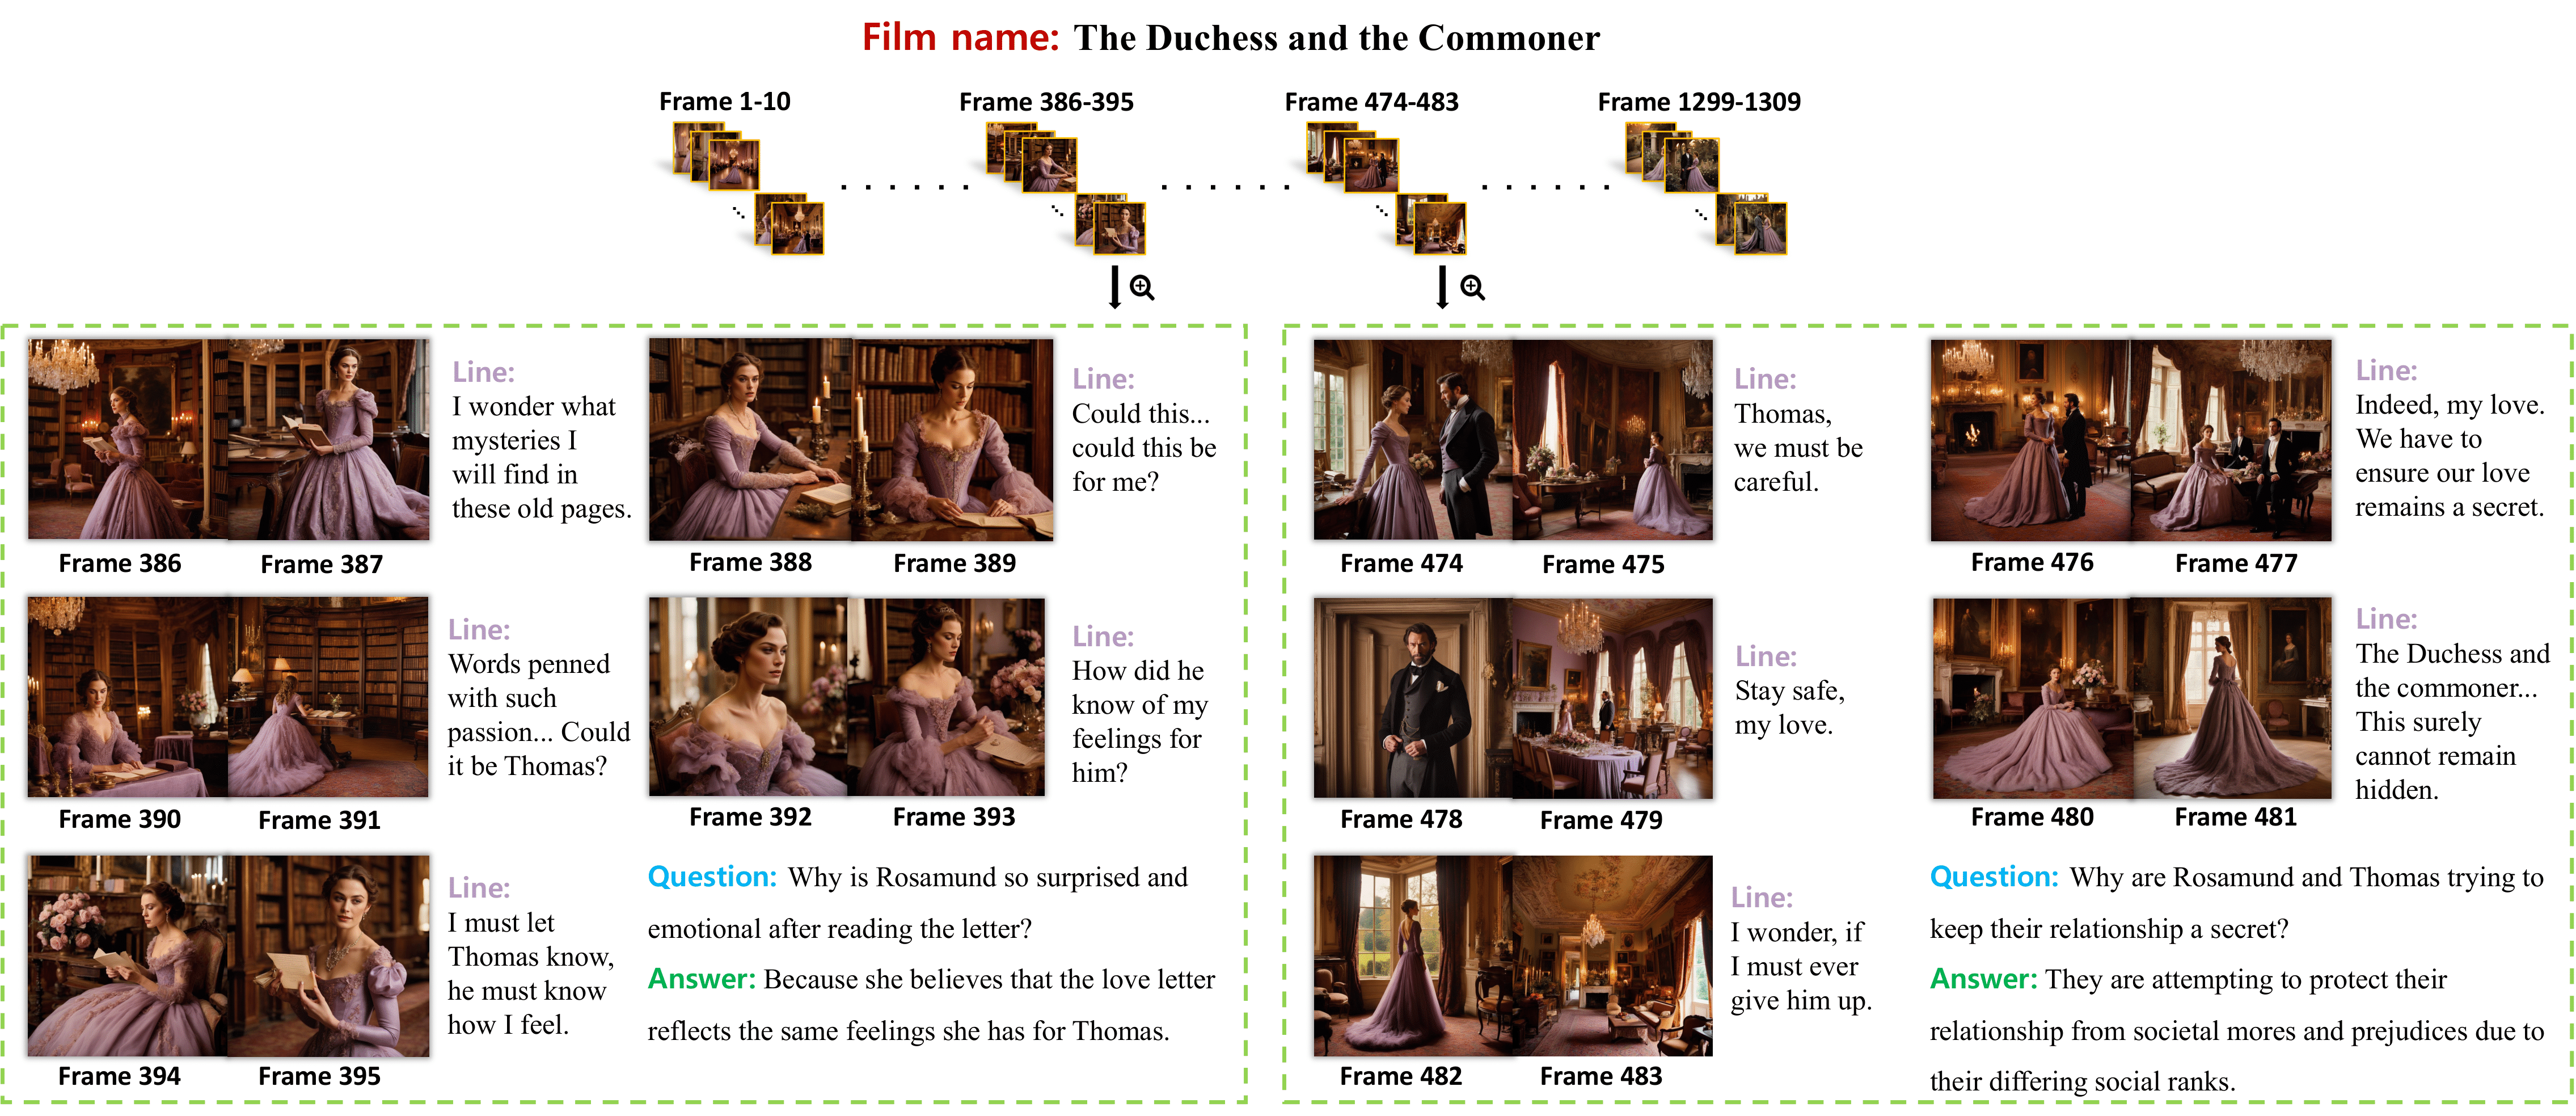 Film name: The Duchess and the Commoner
Frame 1-10
Frame 386-395
Frame 474-483
Frame 1299-1309
Line:
I wonder what
mysteries I
will find in
these old pages.
Frame 386
Frame 387
Line:
Could this...
could this be
for me?
Frame 388
Frame 389
Line:
Words penned
with such
passion... Could
it be Thomas?
Frame 390
Frame 391
Line:
How did he
know of my
feelings for
him?
Frame 392
Frame 393
Line:
I must let
Thomas know,
he must know
how I feel.
Frame 394
Frame 395
Question: Why is Rosamund so surprised and
emotional after reading the letter?
Answer: Because she believes that the love letter
reflects the same feelings she has for Thomas.
Line:
Thomas,
we must be
careful.
Frame 474
Frame 475
Line:
Indeed, my love.
We have to
ensure our love
remains a secret.
Frame 476
Frame 477
Line:
Stay safe,
my love.
Frame 478
Frame 479
Line:
The Duchess and
the commoner...
This surely
cannot remain
hidden.
Frame 480
Frame 481
Line:
I wonder, if
I must ever
give him up.
Frame 482
Frame 483
Question: Why are Rosamund and Thomas trying to
keep their relationship a secret?
Answer: They are attempting to protect their
relationship from societal mores and prejudices due to
their differing social ranks.